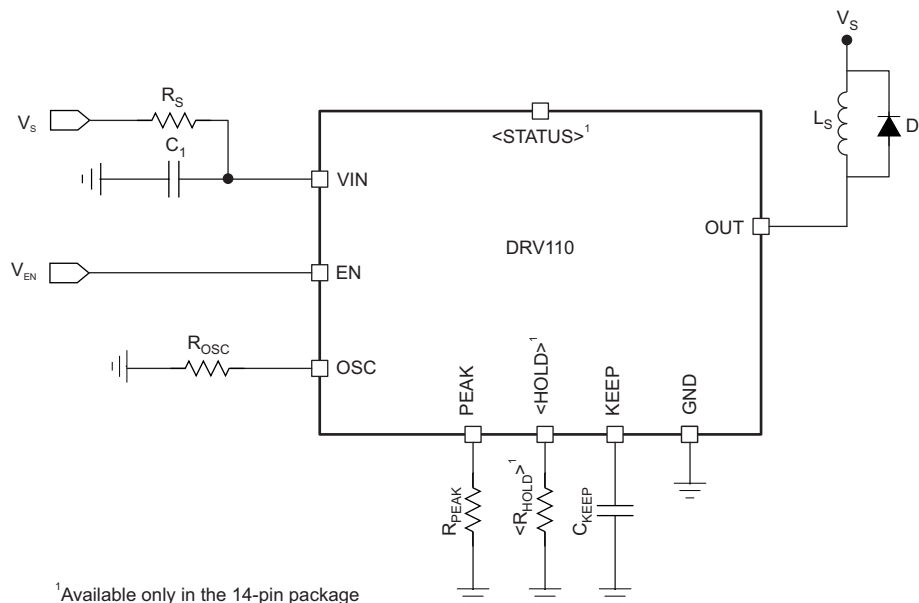 V_S
R_S
V_S
<STATUS>¹
L_S
D
C_1
VIN
OUT
DRV110
V_EN
EN
R_OSC
OSC
PEAK
<HOLD>¹
KEEP
GND
R_PEAK
<R_HOLD>¹
C_KEEP
¹Available only in the 14-pin package